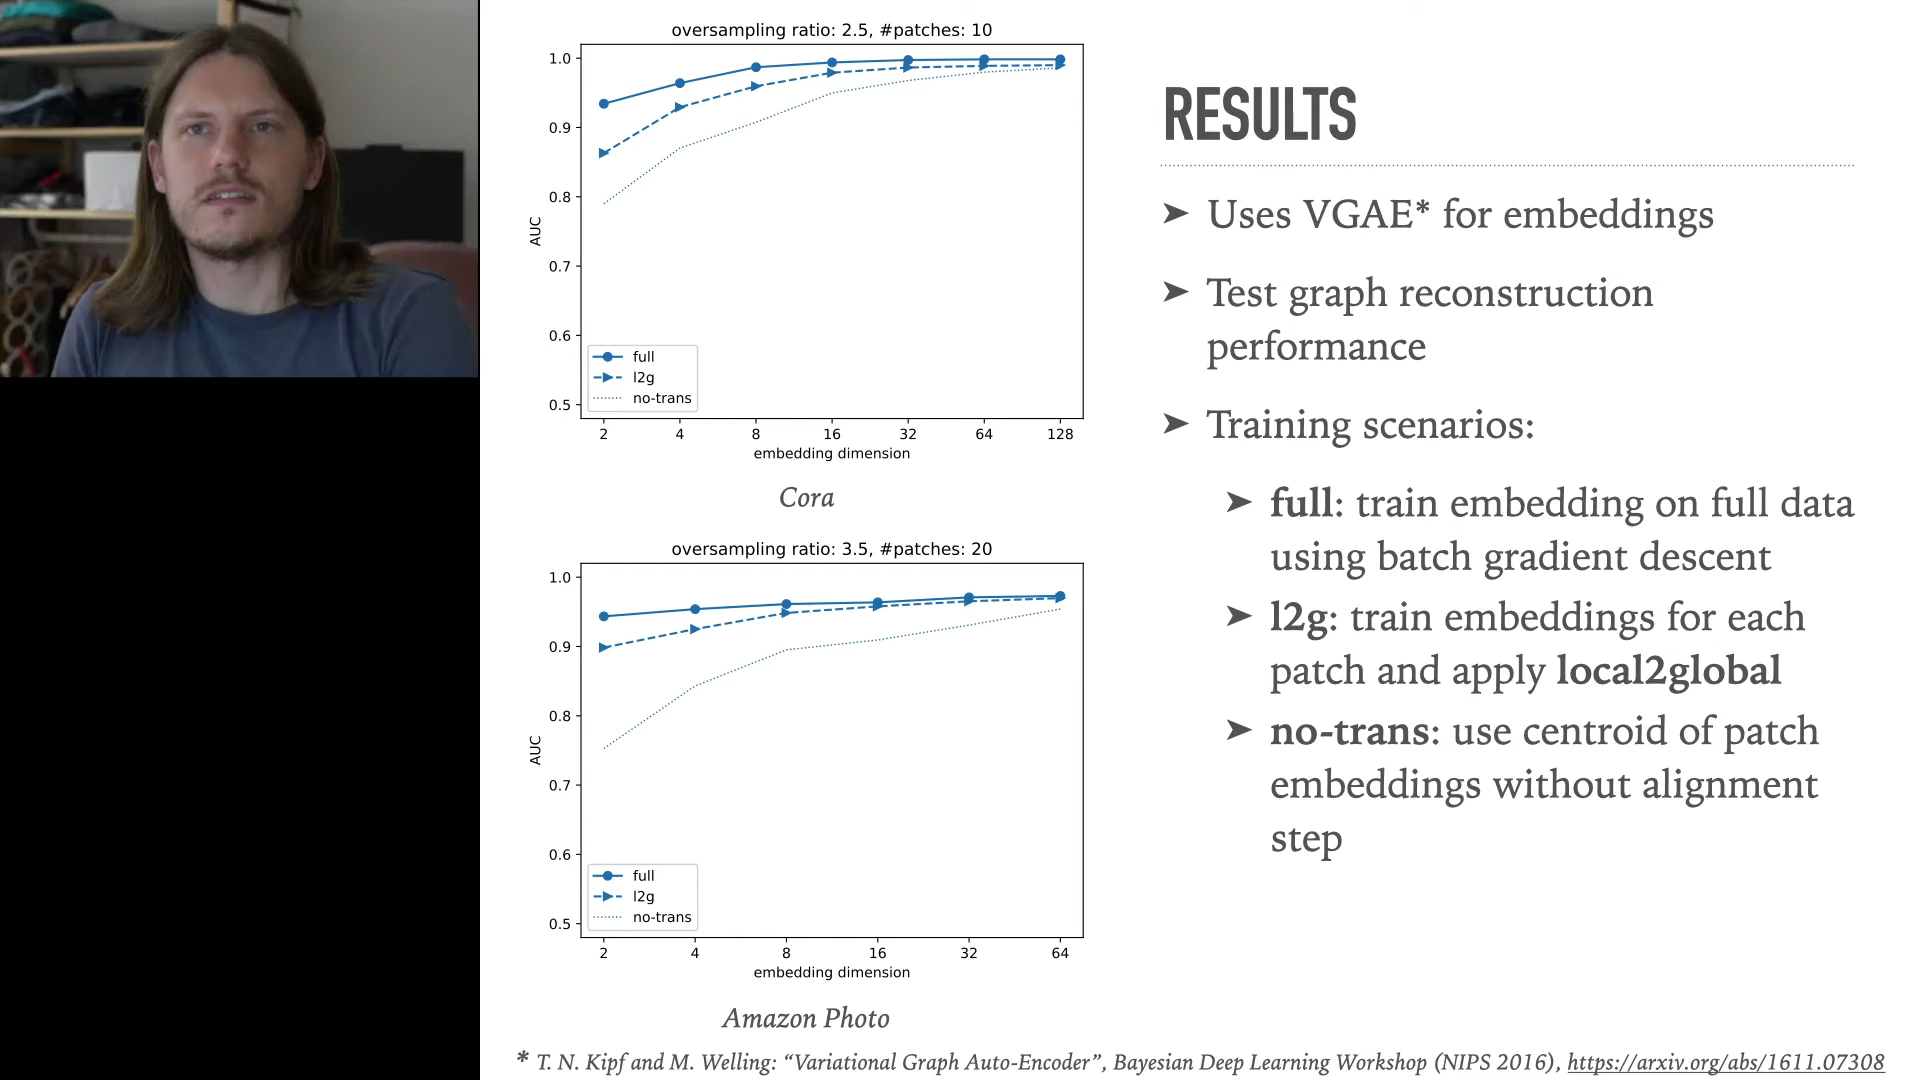 oversampling ratio: 2.5, #patches: 10
1.0
0.9
0.8
0.7
0.6
0.5
AUC
full
l2g
no-trans
2 4 8 16 32 64 128
embedding dimension
Cora
oversampling ratio: 3.5, #patches: 20
1.0
0.9
0.8
0.7
0.6
0.5
AUC
full
l2g
no-trans
2 4 8 16 32 64
embedding dimension
Amazon Photo
RESULTS
➤ Uses VGAE* for embeddings
➤ Test graph reconstruction
performance
➤ Training scenarios:
➤ full: train embedding on full data
using batch gradient descent
➤ l2g: train embeddings for each
patch and apply local2global
➤ no-trans: use centroid of patch
embeddings without alignment
step
* T. N. Kipf and M. Welling: “Variational Graph Auto-Encoder”, Bayesian Deep Learning Workshop (NIPS 2016), https://arxiv.org/abs/1611.07308